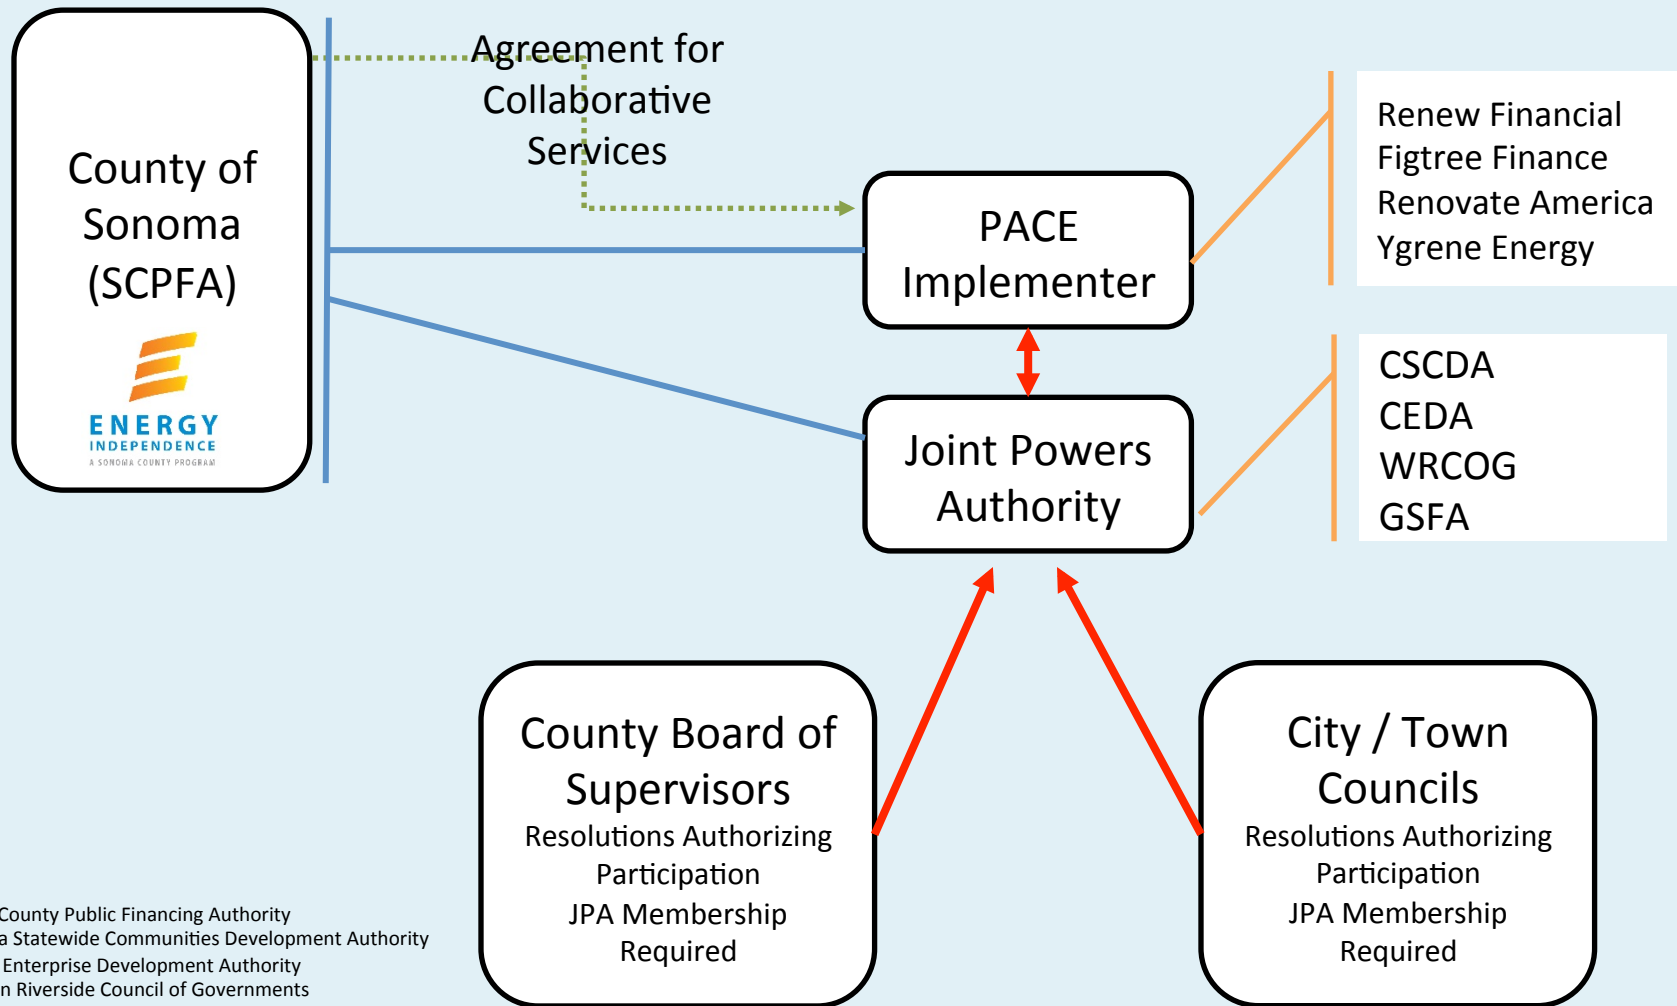 County of
Sonoma
(SCPFA)
ENERGY
INDEPENDENCE
A SONOMA COUNTY PROGRAM
Agreement for
Collaborative
Services
PACE
Implementer
Renew Financial
Figtree Finance
Renovate America
Ygrene Energy
Joint Powers
Authority
CSCDA
CEDA
WRCOG
GSFA
County Board of
Supervisors
Resolutions Authorizing
Participation
JPA Membership
Required
City / Town
Councils
Resolutions Authorizing
Participation
JPA Membership
Required
County Public Financing Authority
a Statewide Communities Development Authority
Enterprise Development Authority
n Riverside Council of Governments